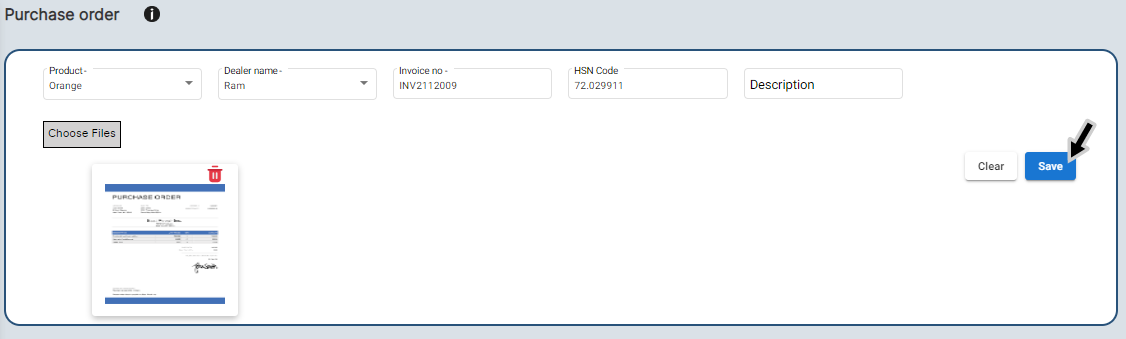 Purchase order
Product- Dealer name- Invoice no - HSN Code
Orange Ram INV2112009 72.029911 Description
Choose Files
Clear Save
PURCHASE ORDER